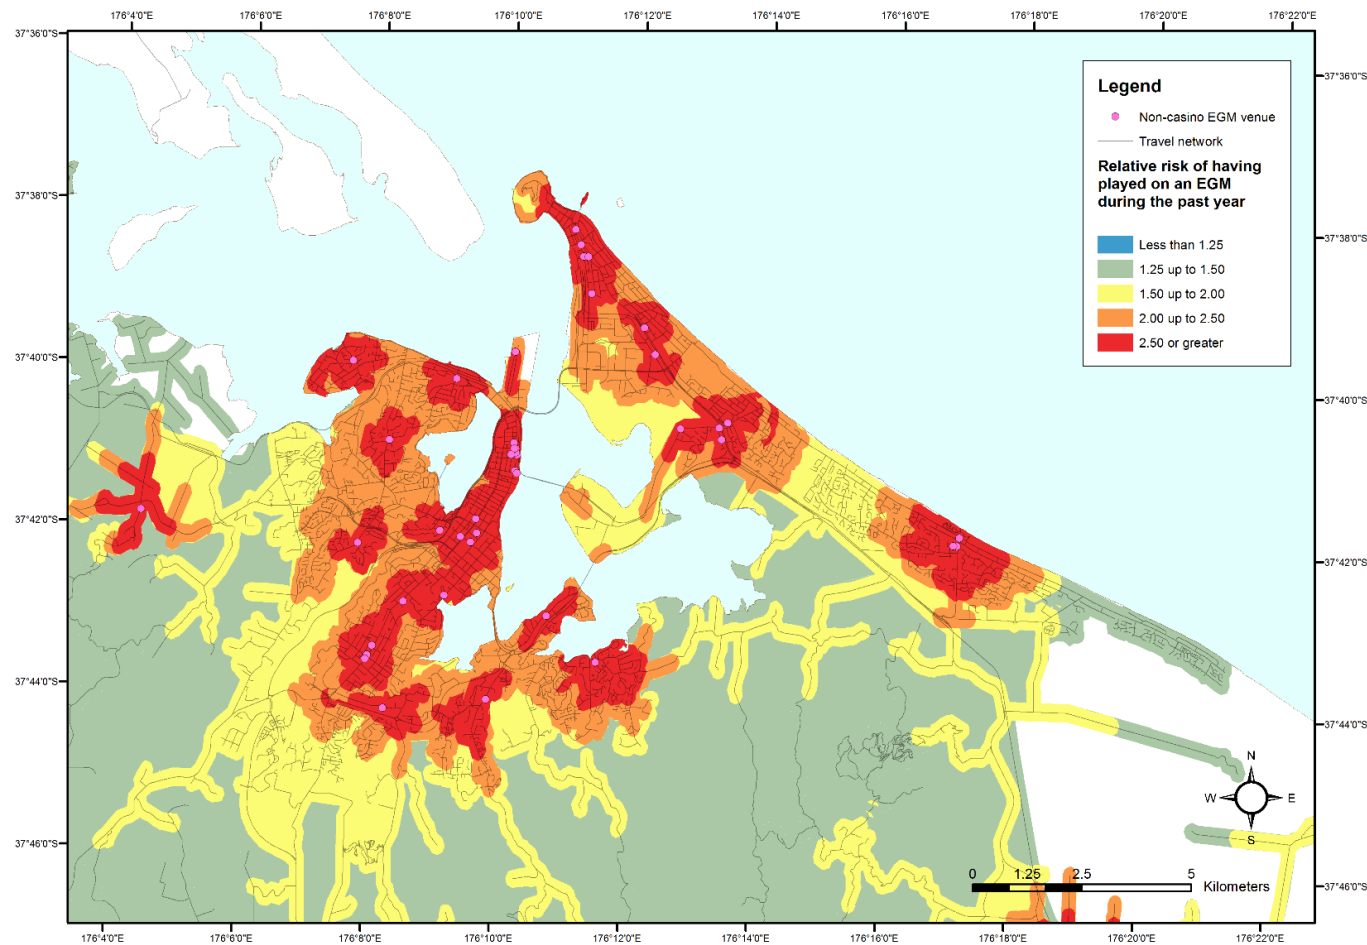 176°4'0"E 176°6'0"E 176°8'0"E 176°10'0"E 176°12'0"E 176°14'0"E 176°16'0"E 176°18'0"E 176°20'0"E 176°22'0"E
37°36'0"S
37°36'0"S
Legend
Non-casino EGM venue
Travel network
Relative risk of having
played on an EGM
during the past year
37°38'0"S
37°38'0"S
Less than 1.25
1.25 up to 1.50
1.50 up to 2.00
2.00 up to 2.50
2.50 or greater
37°40'0"S
37°40'0"S
37°42'0"S
37°42'0"S
37°44'0"S
37°44'0"S
N
W E
S
37°46'0"S
0 1.25 2.5 5
Kilometers
37°46'0"S
176°4'0"E 176°6'0"E 176°8'0"E 176°10'0"E 176°12'0"E 176°14'0"E 176°16'0"E 176°18'0"E 176°20'0"E 176°22'0"E